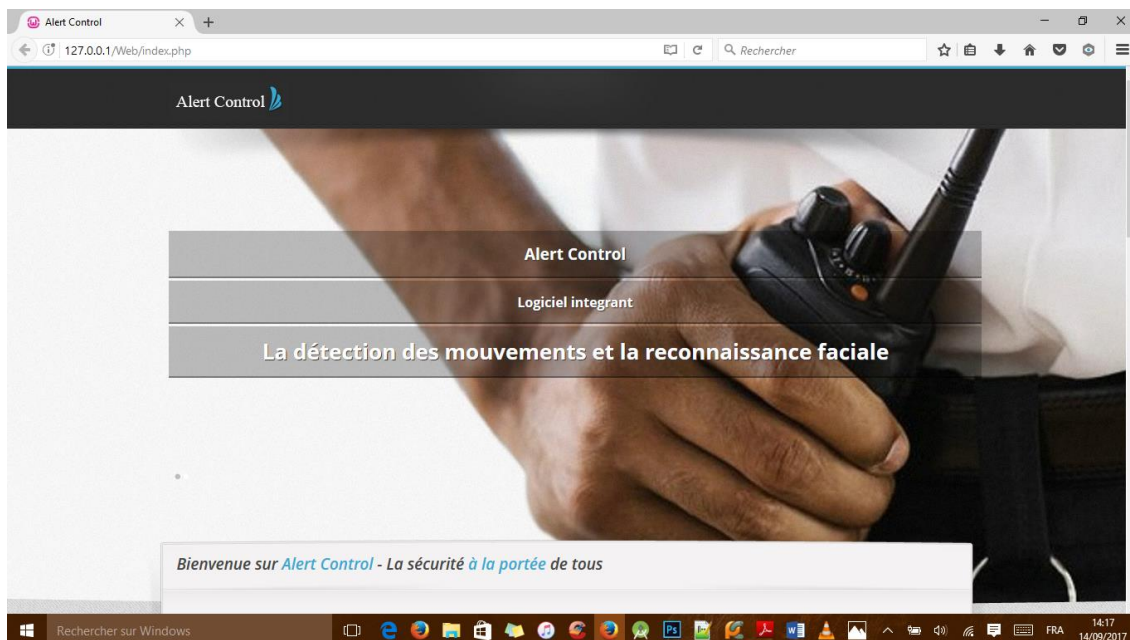 Alert Control
127.0.0.1/Web/index.php
Rechercher
Alert Control
Alert Control
Logiciel integrant
La détection des mouvements et la reconnaissance faciale
Bienvenue sur Alert Control - La sécurité à la portée de tous
Rechercher sur Windows
Ps
FRA
14:17
14/09/2017